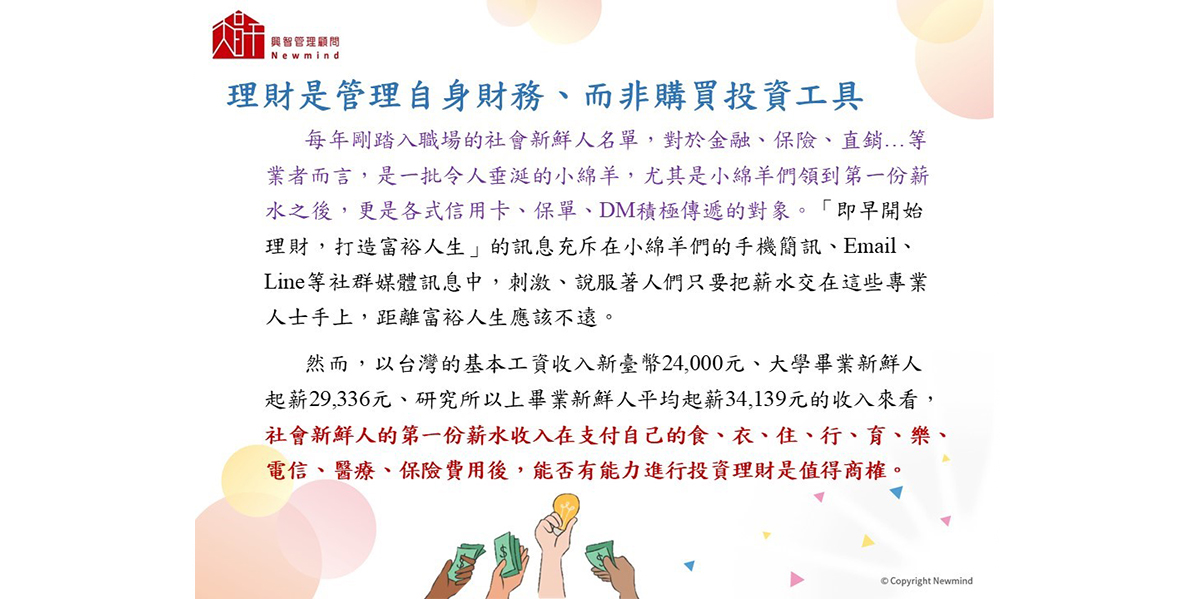 興智管理顧問
Newmind
理財是管理自身財務、而非購買投資工具
每年剛踏入職場的社會新鮮人名單，對於金融、保險、直銷…等
業者而言，是一批令人垂涎的小綿羊，尤其是小綿羊們領到第一份薪
水之後，更是各式信用卡、保單、DM積極傳遞的對象。「即早開始
理財，打造富裕人生」的訊息充斥在小綿羊們的手機簡訊、Email、
Line等社群媒體訊息中，刺激、說服著人們只要把薪水交在這些專業
人士手上，距離富裕人生應該不遠。
然而，以台灣的基本工資收入新臺幣24,000元、大學畢業新鮮人
起薪29,336元、研究所以上畢業新鮮人平均起薪34,139元的收入來看，
社會新鮮人的第一份薪水收入在支付自己的食、衣、住、行、育、樂、
電信、醫療、保險費用後，能否有能力進行投資理財是值得商榷。
© Copyright Newmind